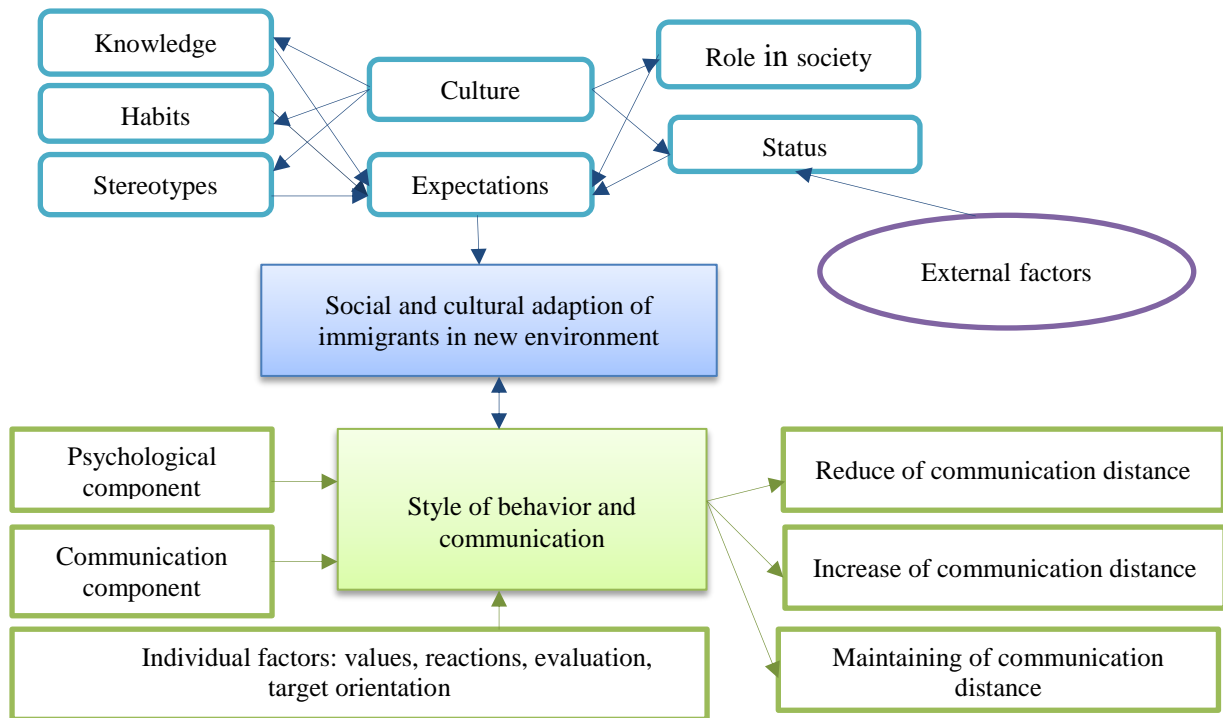 Knowledge
Culture
Role in society
Habits
Status
Stereotypes
Expectations
External factors
Social and cultural adaption of
immigrants in new environment
Psychological
component
Style of behavior and
communication
Reduce of communication distance
Communication
component
Increase of communication distance
Individual factors: values, reactions, evaluation,
target orientation
Maintaining of communication
distance